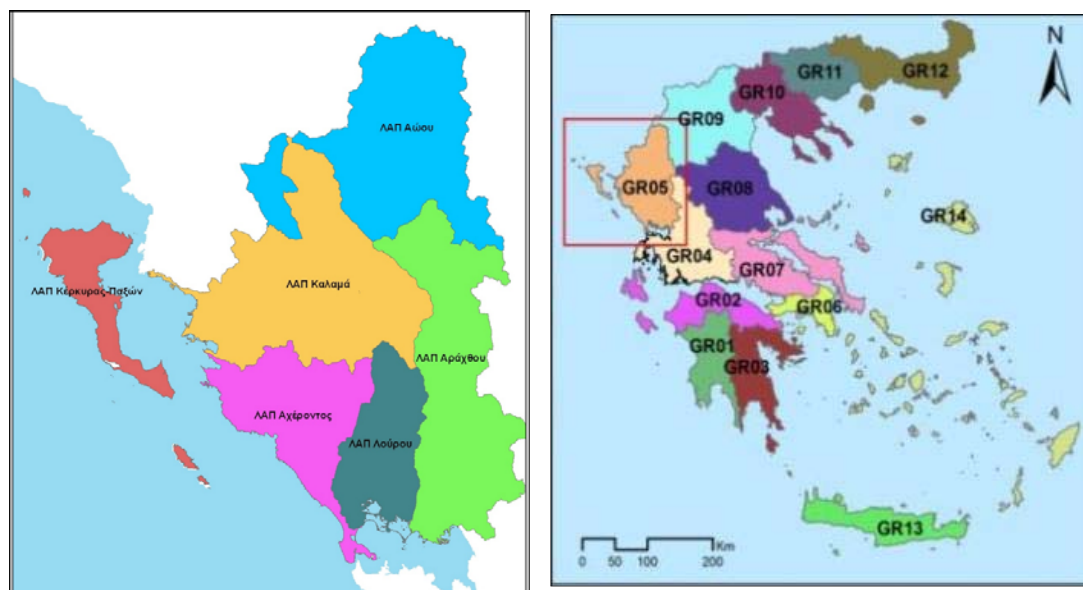 ΛΑΠ Αώου
ΛΑΠ Καλαμά
ΛΑΠ Κέρκυρας-Παξών
ΛΑΠ Αράχθου
ΛΑΠ Αχέροντος
ΛΑΠ Λούρου
N
GR11
GR12
GR10
GR09
GR05
GR08
GR14
GR04
GR07
GR02
GR06
GR01
GR03
GR13
Km
0 50 100 200